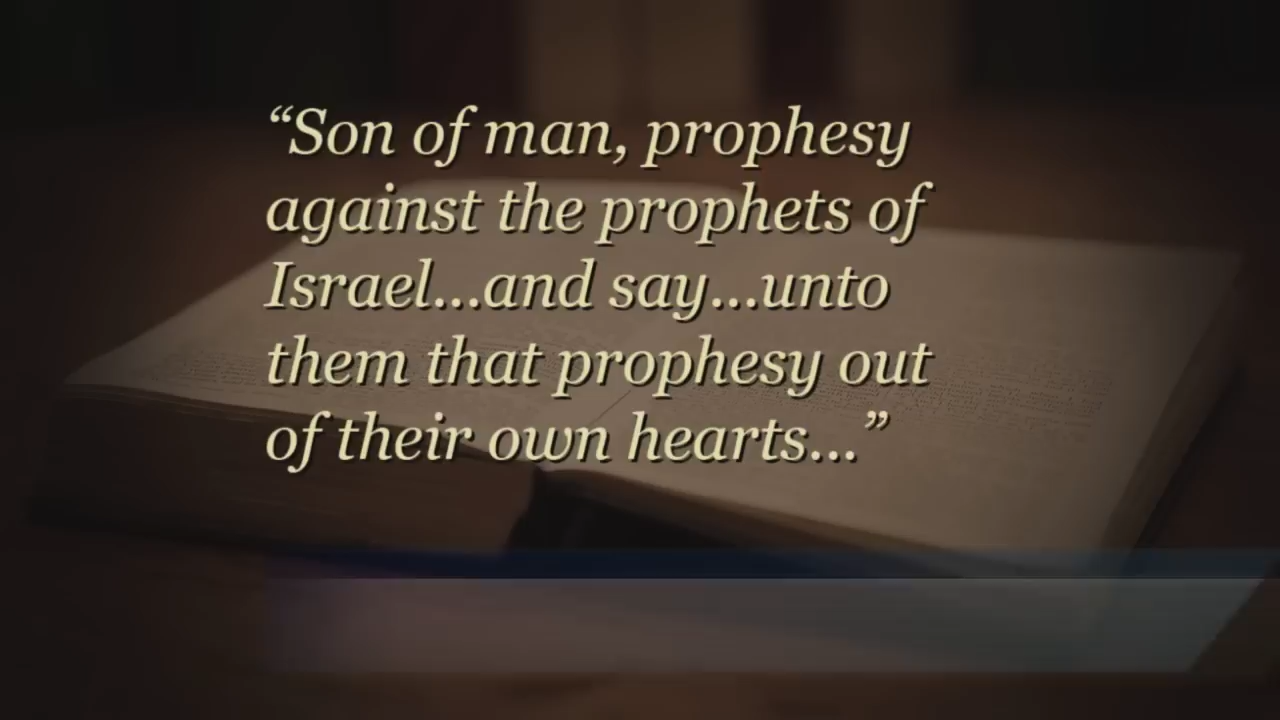 “Son of man, prophesy
against the prophets of
Israel...and say...unto
them that prophesy out
of their own hearts...”